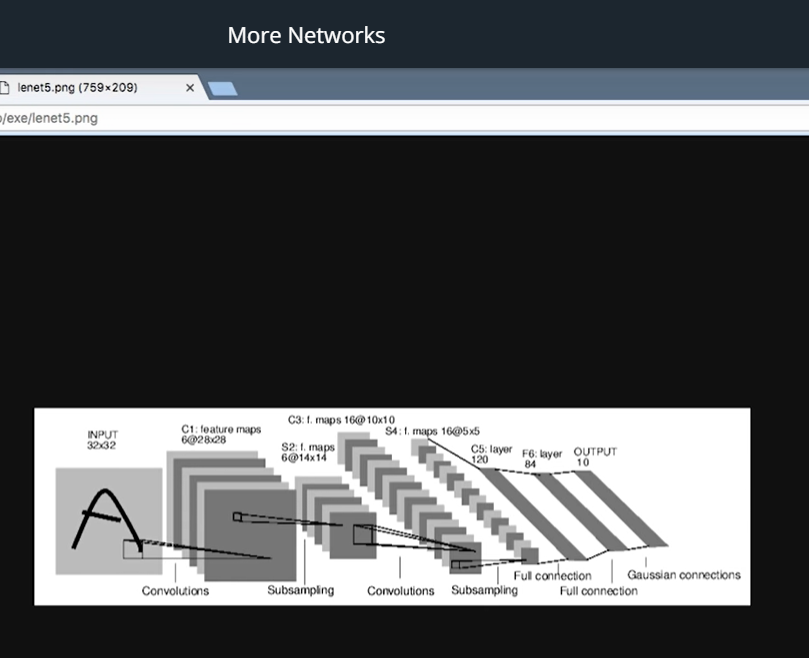 More Networks
lenet5.png (759×209)
/exe/lenet5.png
C3: f. maps 16@10x10
INPUT
32x32
C1: feature maps
6@28x28
S4: f. maps 16@5x5
S2: f. maps
6@14x14
C5: layer
120
F6: layer
84
OUTPUT
10
Convolutions
Subsampling
Convolutions
Subsampling
Full connection
Full connection
Gaussian connections